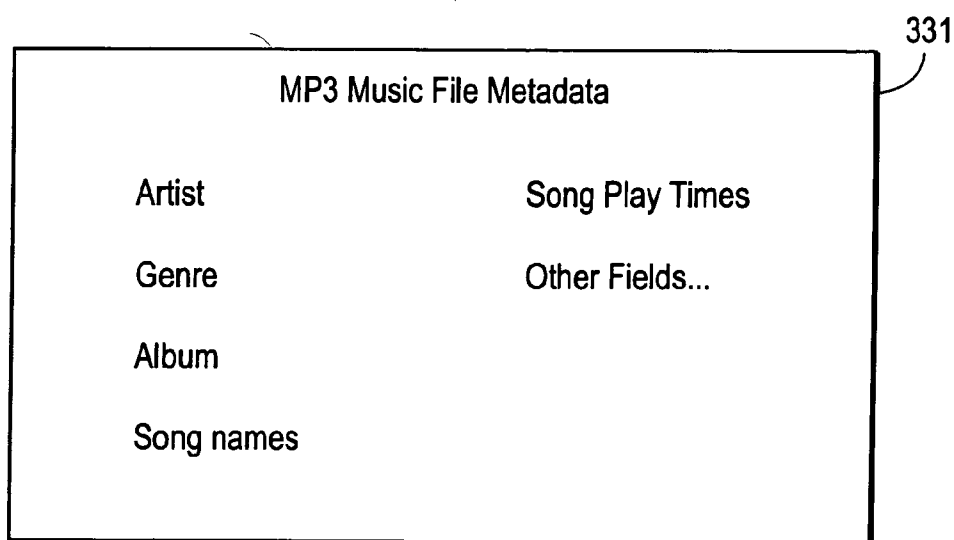 331
MP3 Music File Metadata
Artist
Song Play Times
Genre
Other Fields...
Album
Song names